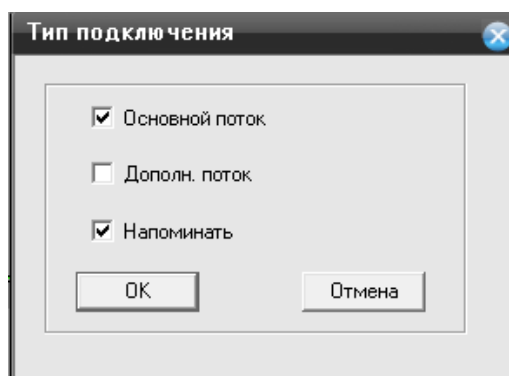 Тип подключения
Основной поток
Дополн. поток
Напоминать
OK
Отмена